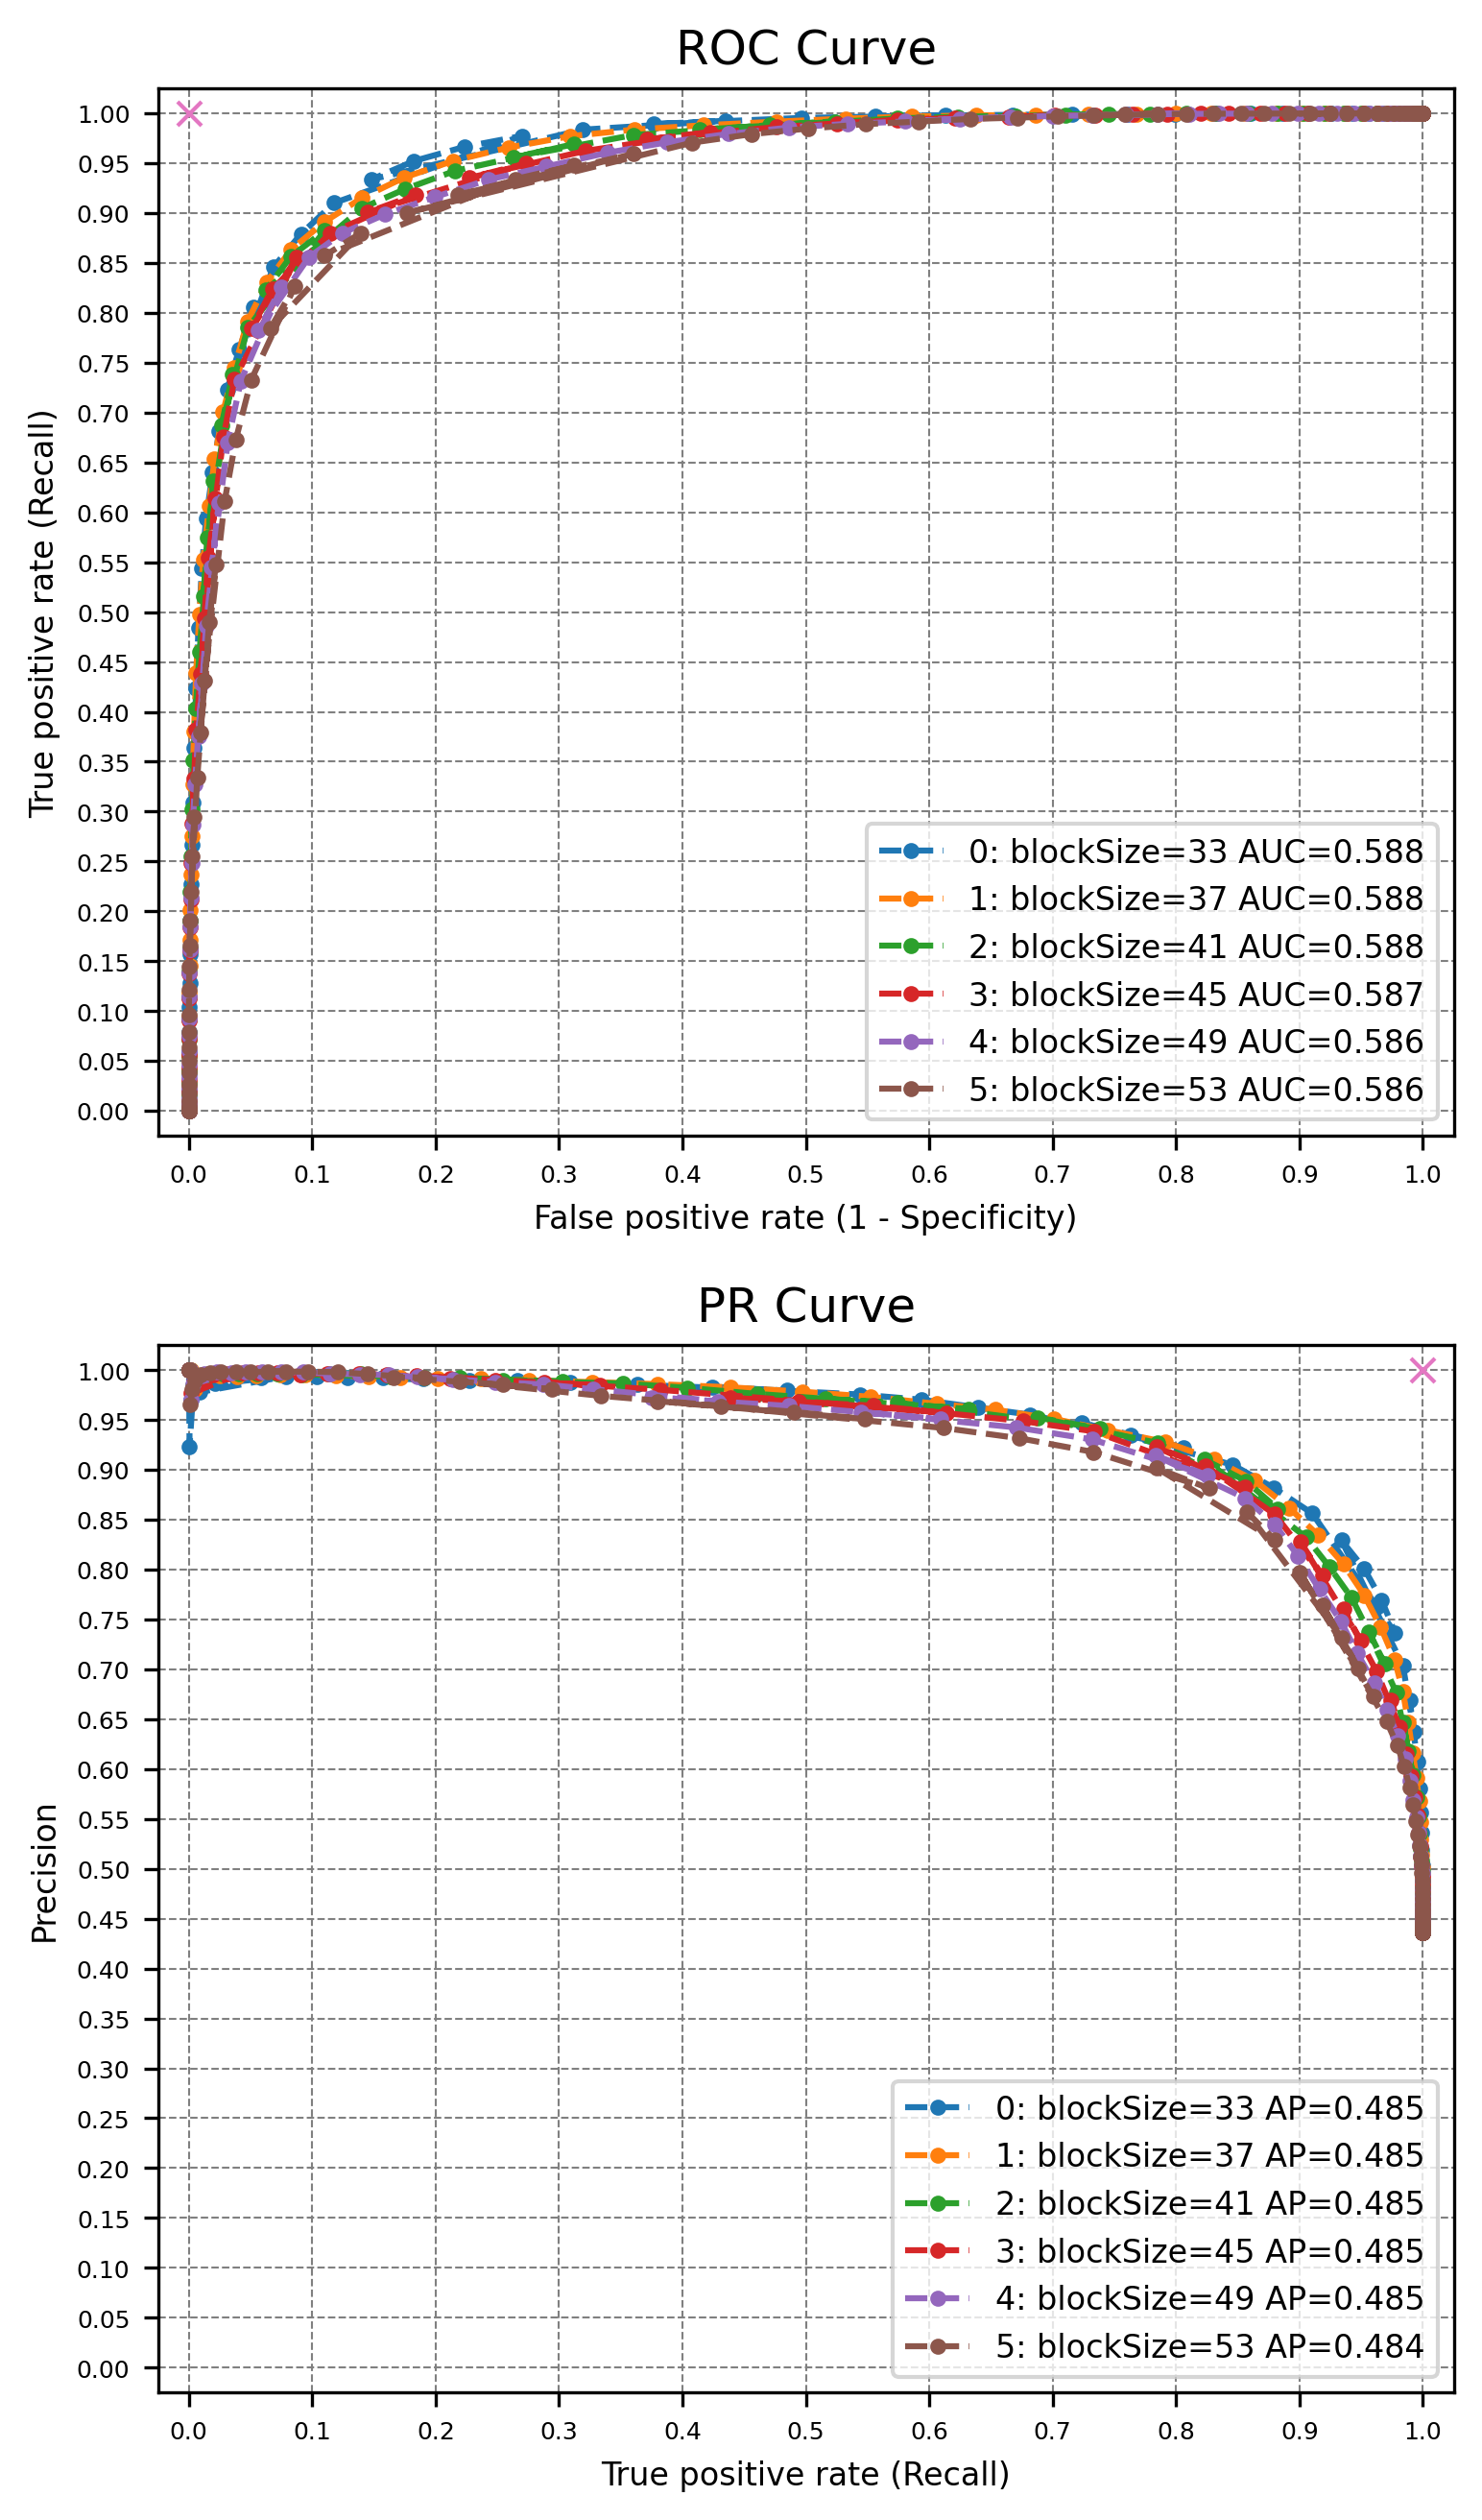 ROC Curve
1.00
0.95
0.90
0.85
0.80
0.75
0.70
0.65
0.60
0.55
0.50
0.45
0.40
0.35
0.30
0.25
0.20
0.15
0.10
0.05
0.00
True positive rate (Recall)
0: blockSize=33 AUC=0.588
1: blockSize=37 AUC=0.588
2: blockSize=41 AUC=0.588
3: blockSize=45 AUC=0.587
4: blockSize=49 AUC=0.586
5: blockSize=53 AUC=0.586
0.0 0.1 0.2 0.3 0.4 0.5 0.6 0.7 0.8 0.9 1.0
False positive rate (1 - Specificity)
PR Curve
1.00
0.95
0.90
0.85
0.80
0.75
0.70
0.65
0.60
0.55
0.50
0.45
0.40
0.35
0.30
0.25
0.20
0.15
0.10
0.05
0.00
Precision
0: blockSize=33 AP=0.485
1: blockSize=37 AP=0.485
2: blockSize=41 AP=0.485
3: blockSize=45 AP=0.485
4: blockSize=49 AP=0.485
5: blockSize=53 AP=0.484
0.0 0.1 0.2 0.3 0.4 0.5 0.6 0.7 0.8 0.9 1.0
True positive rate (Recall)